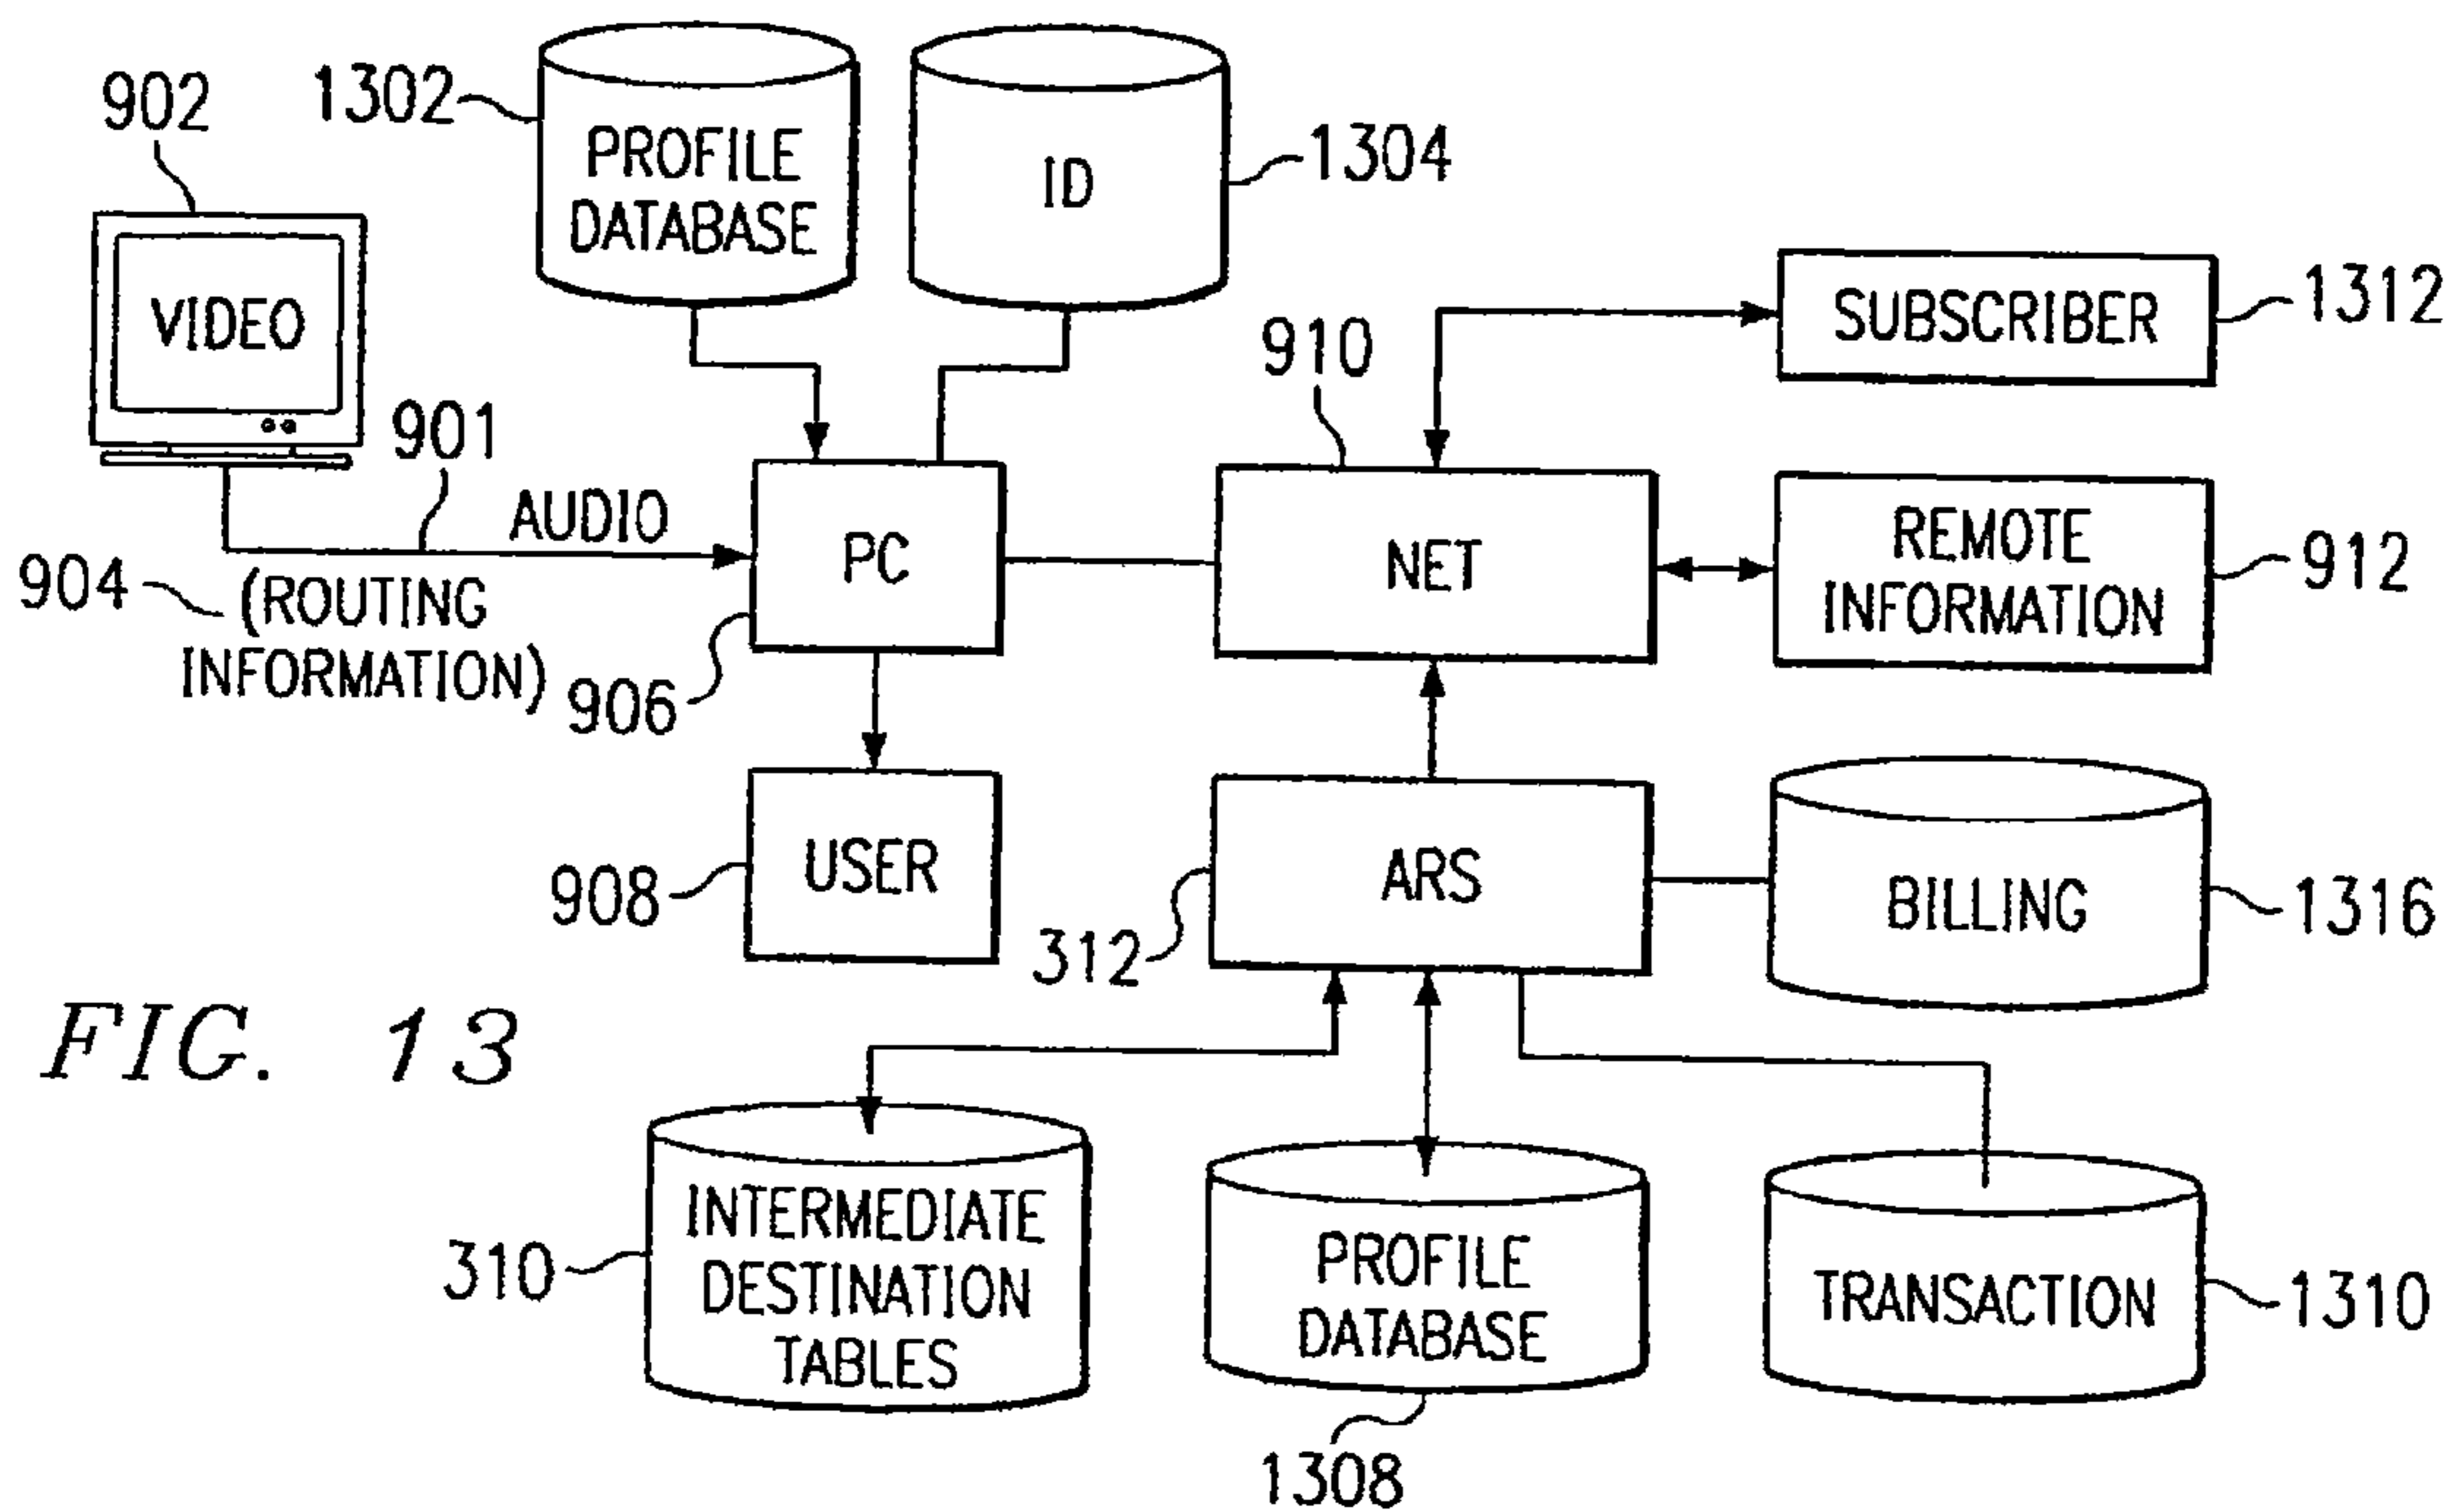 902
1302
PROFILE
DATABASE
ID
1304
VIDEO
SUBSCRIBER
1312
910
901
AUDIO
904
(ROUTING
INFORMATION)
PC
906
NET
REMOTE
INFORMATION
912
USER
908
ARS
312
BILLING
1316
FIG. 13
INTERMEDIATE
DESTINATION
TABLES
310
PROFILE
DATABASE
1308
TRANSACTION
1310